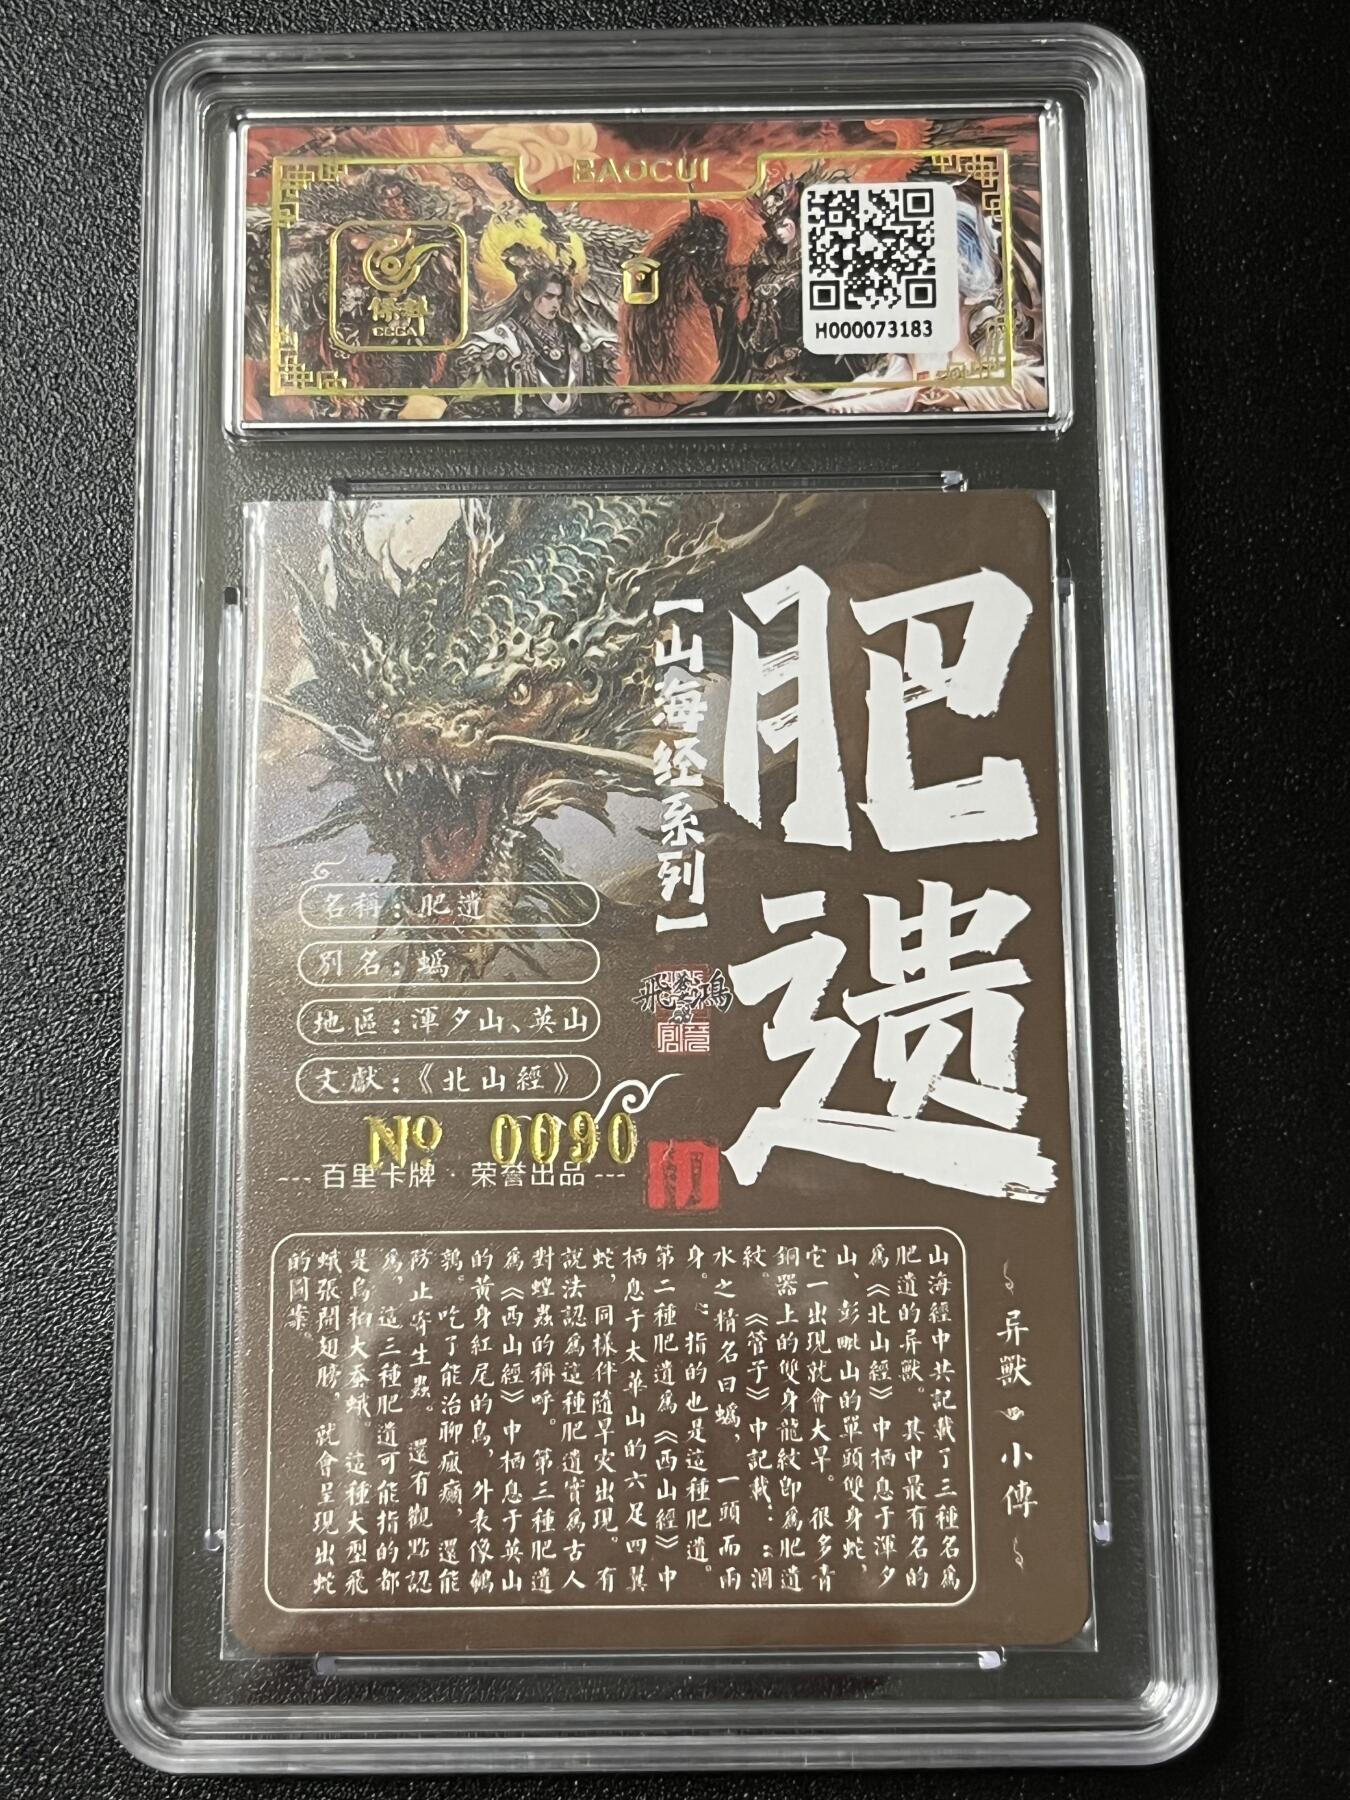 BAOCUI
保粹
CCGA
H000073183
肥遺
【山海经系列】
飛鴻
名稱：肥遺
别名：蟡
地區：渾夕山、英山
文獻：《北山經》
Nº 0090
--- 百里卡牌 · 荣誉出品 ---
异獸 小傳
山海經中共記載了三種名爲
肥遺的异獸。其中最有名的
爲《北山經》中栖息于渾夕
山、彭毗山的單頭雙身蛇，
它一出現就會大旱。很多青
銅器上的雙身龍紋即爲肥遺
紋。《管子》中記載：“涸
水之精名曰蟡，一頭而兩
身。”指的也是這種肥遺。
第二種肥遺爲《西山經》中
栖息于太華山的六足四翼
蛇，同樣伴隨旱灾出現。有
説法認爲這種肥遺實爲古人
對蝗蟲的稱呼。第三種肥遺
爲《西山經》中栖息于英山
的黄身紅尾的鳥，外表像鵪
鶉。吃了能治聊瘋癲，還能
防止寄生蟲。還有觀點認
爲，這三種肥遺可能指的都
是烏柏大蚕蛾。這種大型飛
蛾張開翅膀，就會呈現出蛇
的圖案。